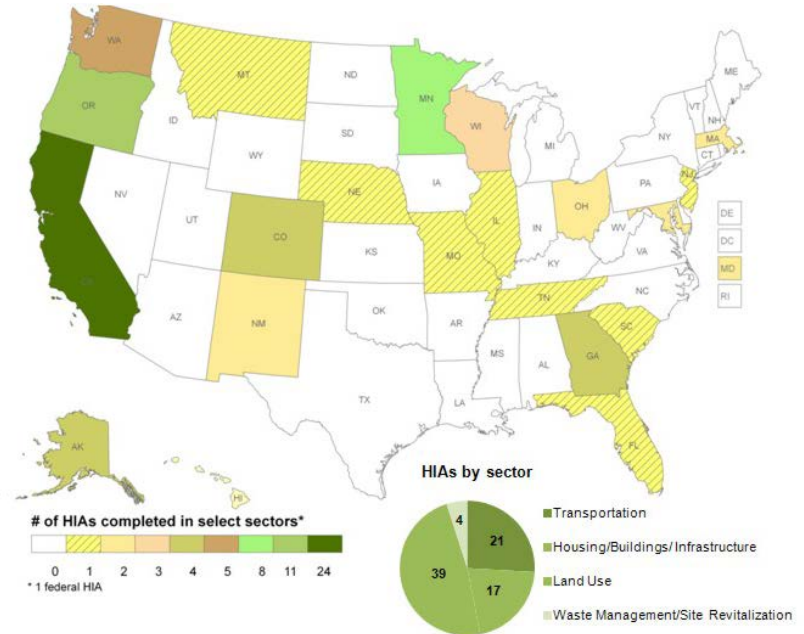 WA
MT
ND
MN
ME
OR
ID
SD
WI
MI
VT
NH
NY
MA
CT
WY
NE
IA
PA
NJ
NV
UT
CO
IL
IN
OH
WV
VA
DE
DC
MD
RI
CA
KS
MO
KY
NC
AZ
NM
OK
AR
TN
SC
MS
AL
GA
TX
LA
FL
AK
HI
# of HIAs completed in select sectors*
0 1 2 3 4 5 8 11 24
* 1 federal HIA
HIAs by sector
4
21
39
17
Transportation
Housing/Buildings/Infrastructure
Land Use
Waste Management/Site Revitalization